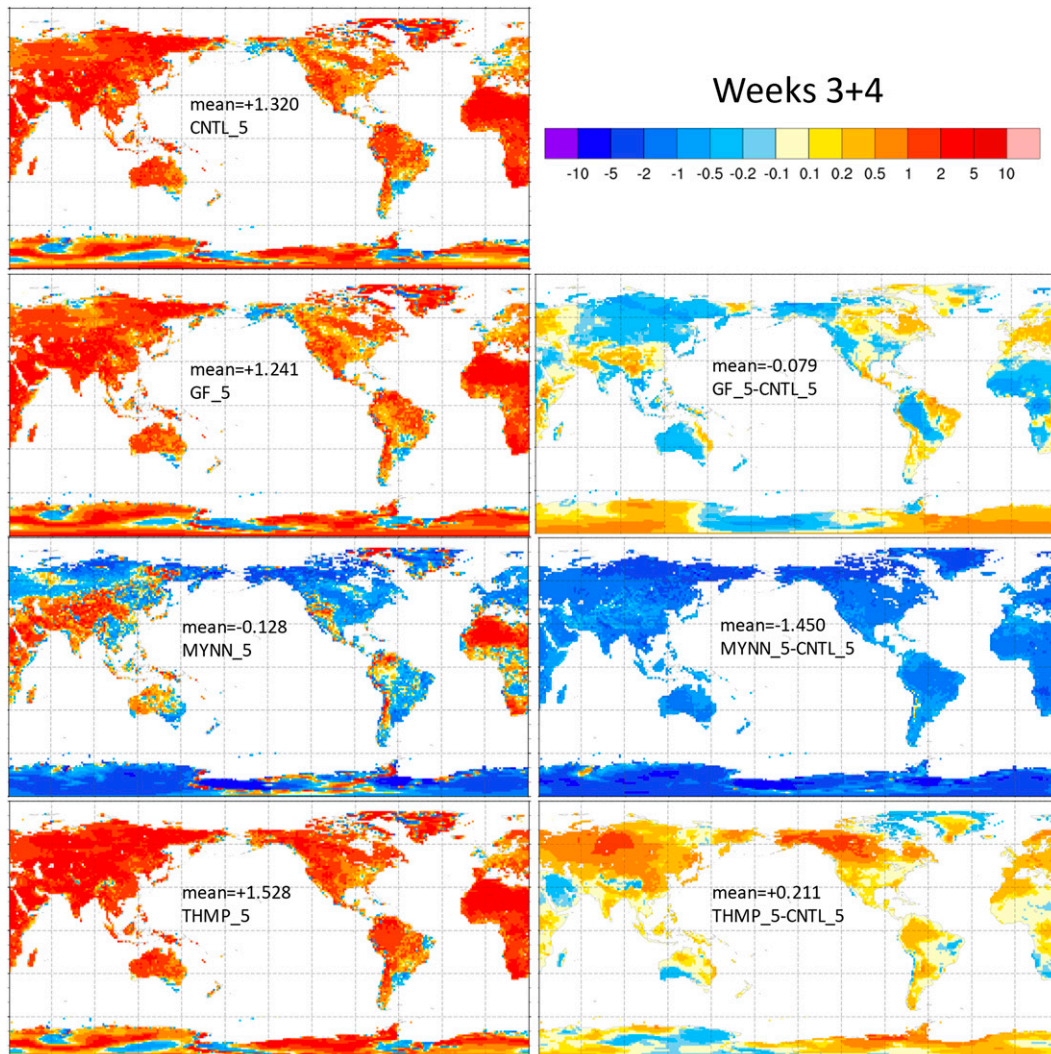 mean=+1.320
CNTL_5
Weeks 3+4
-10 -5 -2 -1 -0.5 -0.2 -0.1 0.1 0.2 0.5 1 2 5 10
mean=+1.241
GF_5
mean=-0.079
GF_5-CNTL_5
mean=-0.128
MYNN_5
mean=-1.450
MYNN_5-CNTL_5
mean=+1.528
THMP_5
mean=+0.211
THMP_5-CNTL_5